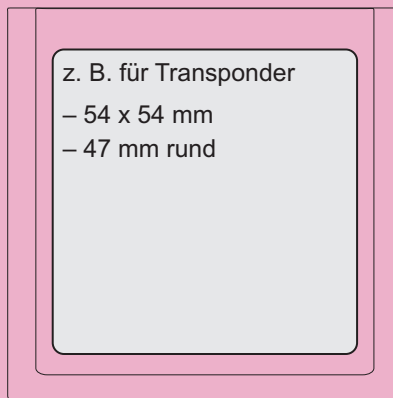 z. B. für Transponder
– 54 x 54 mm
– 47 mm rund